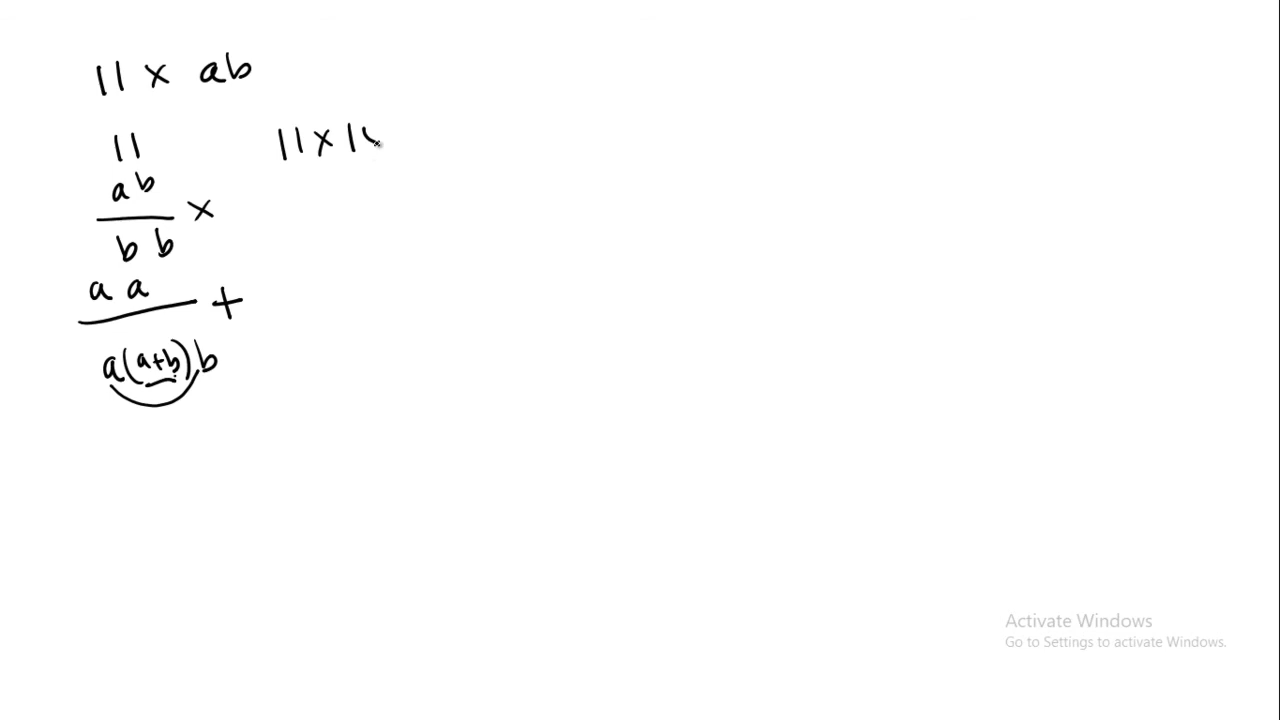 11 × ab
11
ab
×
b b
a a
+
a(a+b)b
11 × 1
Activate Windows
Go to Settings to activate Windows.